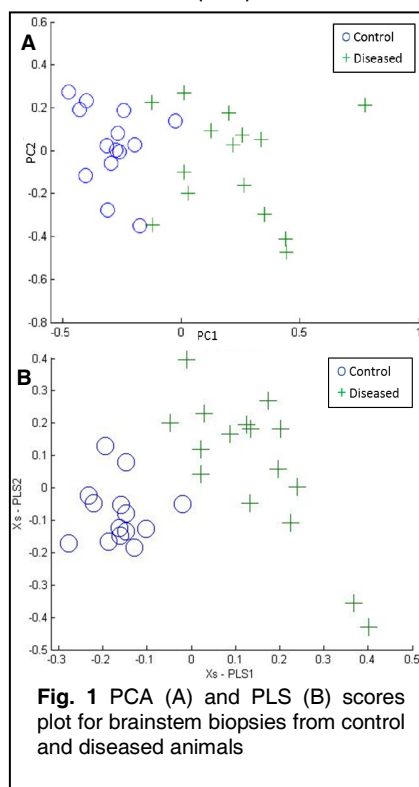 A
Control
Diseased
0.6
0.4
0.2
0
-0.2
-0.4
-0.6
-0.8
PC2
-0.5
0
0.5
1
PC1
B
Control
Diseased
0.4
0.3
0.2
0.1
0
-0.1
-0.2
-0.3
-0.4
-0.5
Xs - PLS2
-0.3
-0.2
-0.1
0
0.1
0.2
0.3
0.4
0.5
Xs - PLS1
Fig. 1 PCA (A) and PLS (B) scores
plot for brainstem biopsies from control
and diseased animals